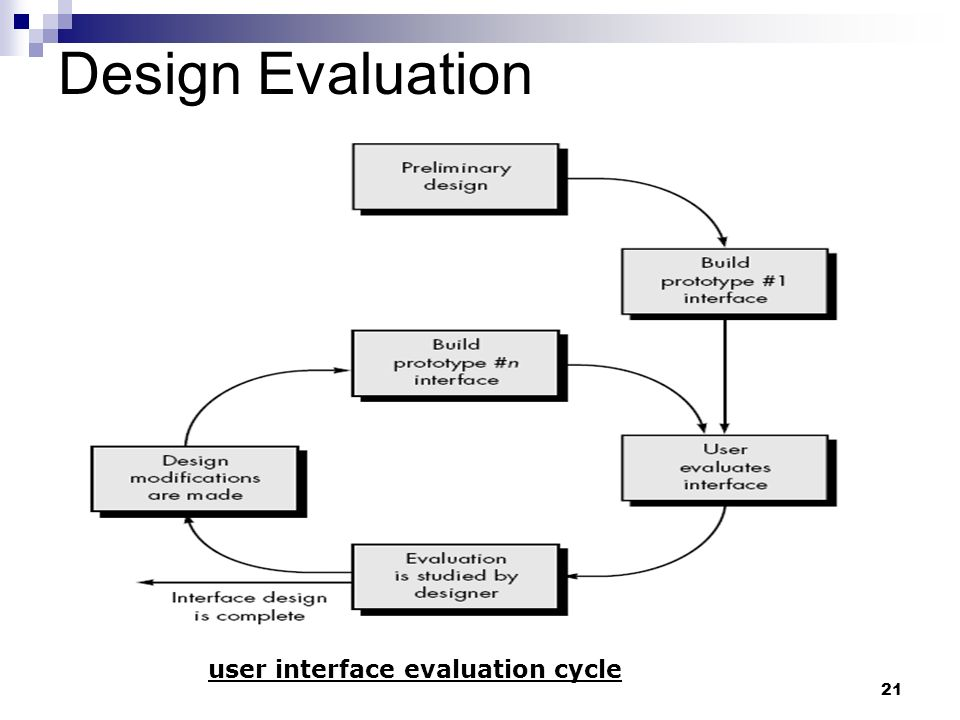 Design Evaluation
Preliminary
design
Build
prototype #1
interface
Build
prototype #n
interface
User
evaluates
interface
Design
modifications
are made
Evaluation
is studied by
designer
Interface design
is complete
user interface evaluation cycle
21